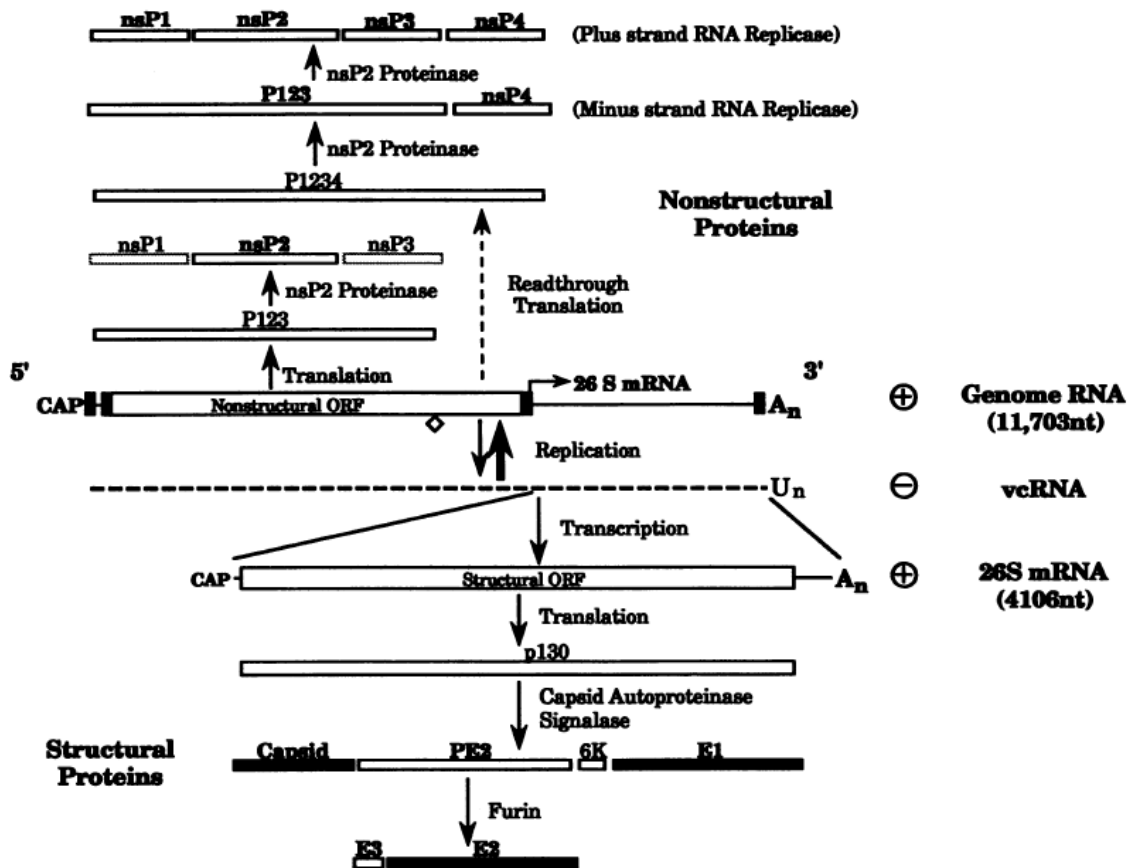 nsP1 nsP2 nsP3 nsP4 (Plus strand RNA Replicase)
nsP2 Proteinase
P123 nsP4 (Minus strand RNA Replicase)
nsP2 Proteinase
P1234
Nonstructural
Proteins
nsP1 nsP2 nsP3
nsP2 Proteinase
Readthrough
Translation
P123
5' Translation 26 S mRNA 3'
CAP Nonstructural ORF An + Genome RNA
(11,703nt)
Replication
Un − vcRNA
Transcription
CAP Structural ORF An + 26S mRNA
(4106nt)
Translation
p130
Capsid Autoproteinase
Signalase
Structural
Proteins
Capsid PE2 6K E1
Furin
E3 E2